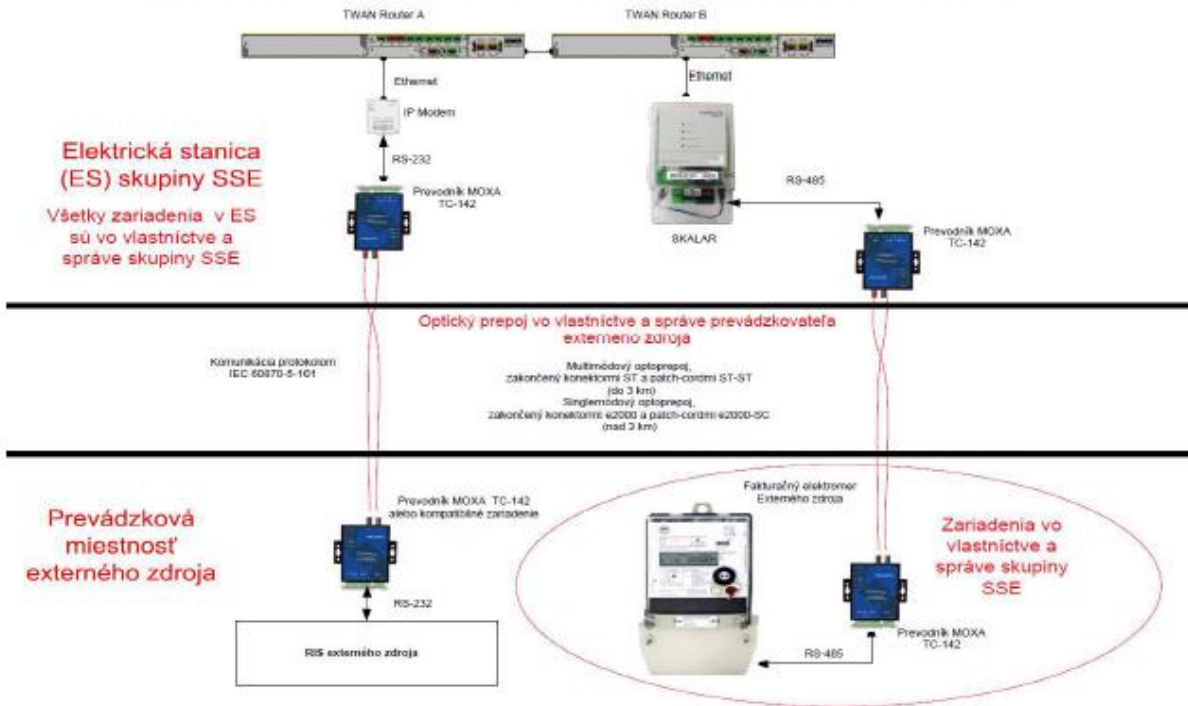 TWAN Router A
TWAN Router B
Ethernet
Ethernet
IP Modem
Elektrická stanica
(ES) skupiny SSE
RS-232
RS-485
Prevodník MOXA
TC-142
Všetky zariadenia v ES
sú vo vlastníctve a
správe skupiny SSE
SKALAR
Prevodník MOXA
TC-142
Optický prepoj vo vlastníctve a správe prevádzkovateľa
externého zdroja
Komunikácia protokolom
IEC 60870-5-101
Multimódový optoprepoj,
zakončený konektormi ST a patch-cordmi ST-ST
(do 3 km)
Singlemódový optoprepoj,
zakončený konektormi e2000 a patch-cordmi e2000-SC
(nad 3 km)
Prevádzková
miestnosť
externého zdroja
Prevodník MOXA TC-142
alebo kompatibilné zariadenie
Fakturačný elektromer
Externého zdroja
Zariadenia vo
vlastníctve a
správe skupiny
SSE
RS-232
RIS externého zdroja
Prevodník MOXA
TC-142
RS-485